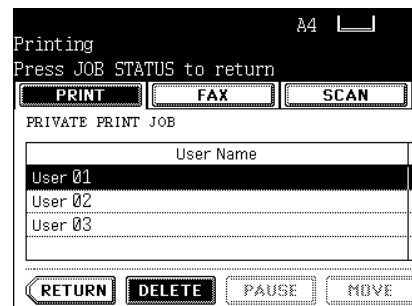 A4
Printing
Press JOB STATUS to return
PRINT FAX SCAN
PRIVATE PRINT JOB
User Name
User 01
User 02
User 03
RETURN DELETE PAUSE MOVE